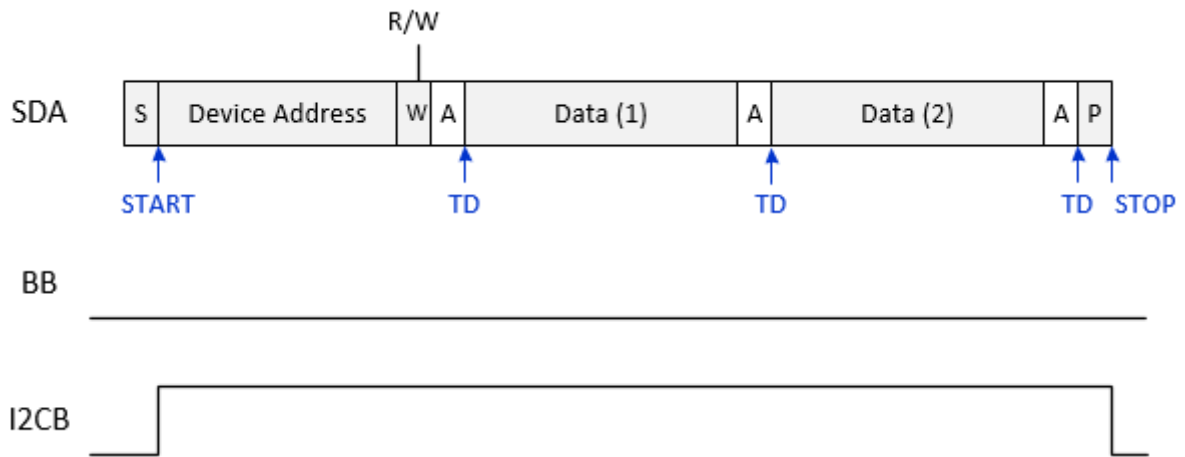 R/W
SDA S Device Address W A Data (1) A Data (2) A P
START TD TD TD STOP
BB
I2CB